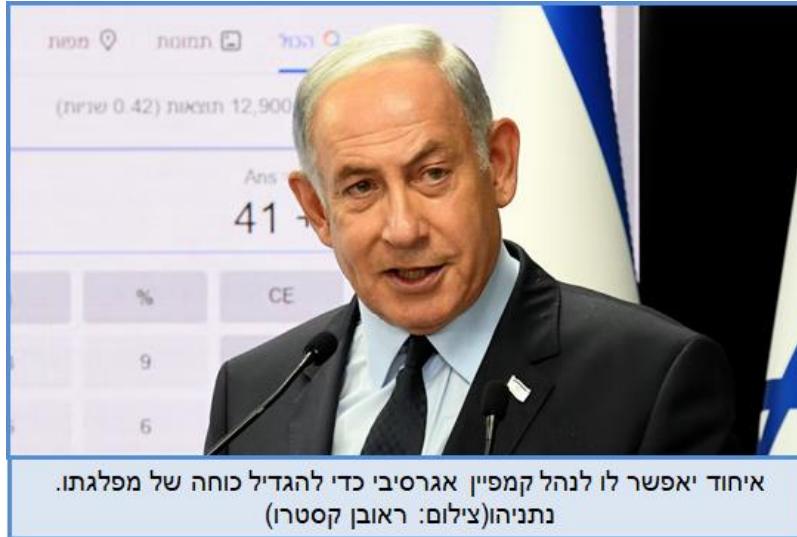 הכול תמונות מפות
12,900 תוצאות (0.42 שניות)
Ans
41 +
% CE
9
6
איחוד יאפשר לו לנהל קמפיין אגרסיבי כדי להגדיל כוחה של מפלגתו.
נתניהו(צילום: ראובן קסטרו)